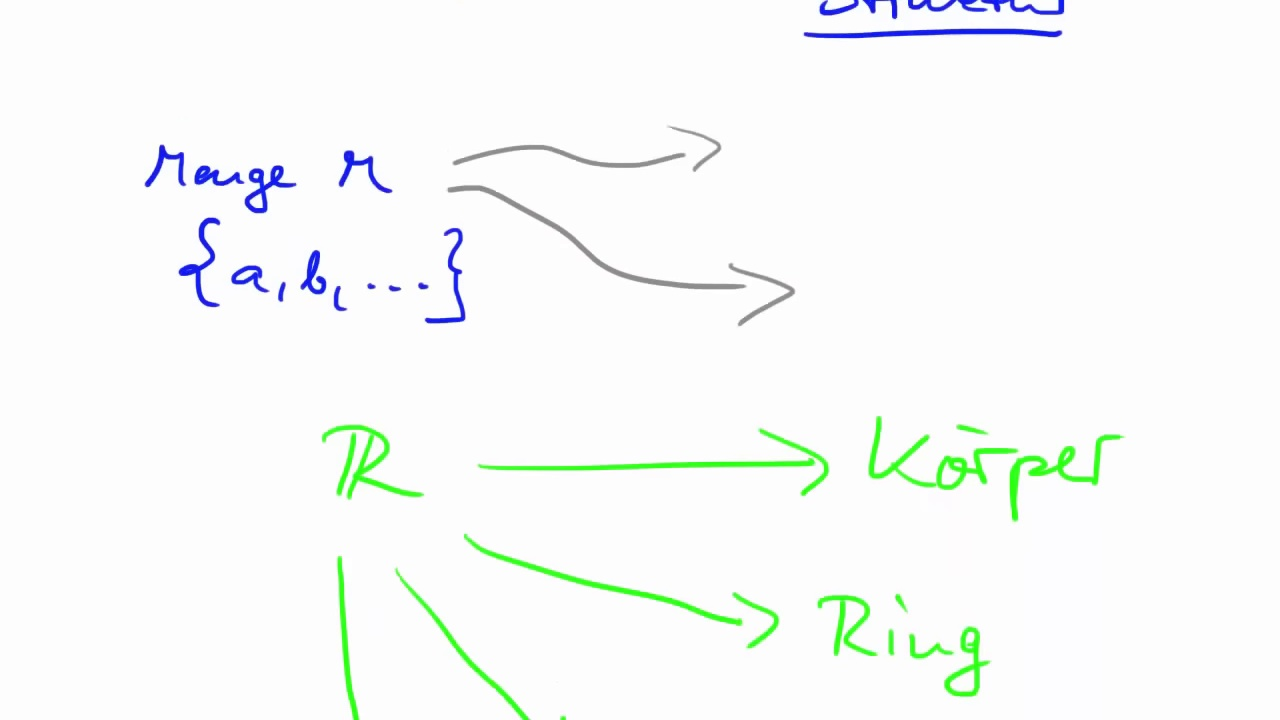 Menge M
{a, b, ...}
ℝ
Körper
Ring